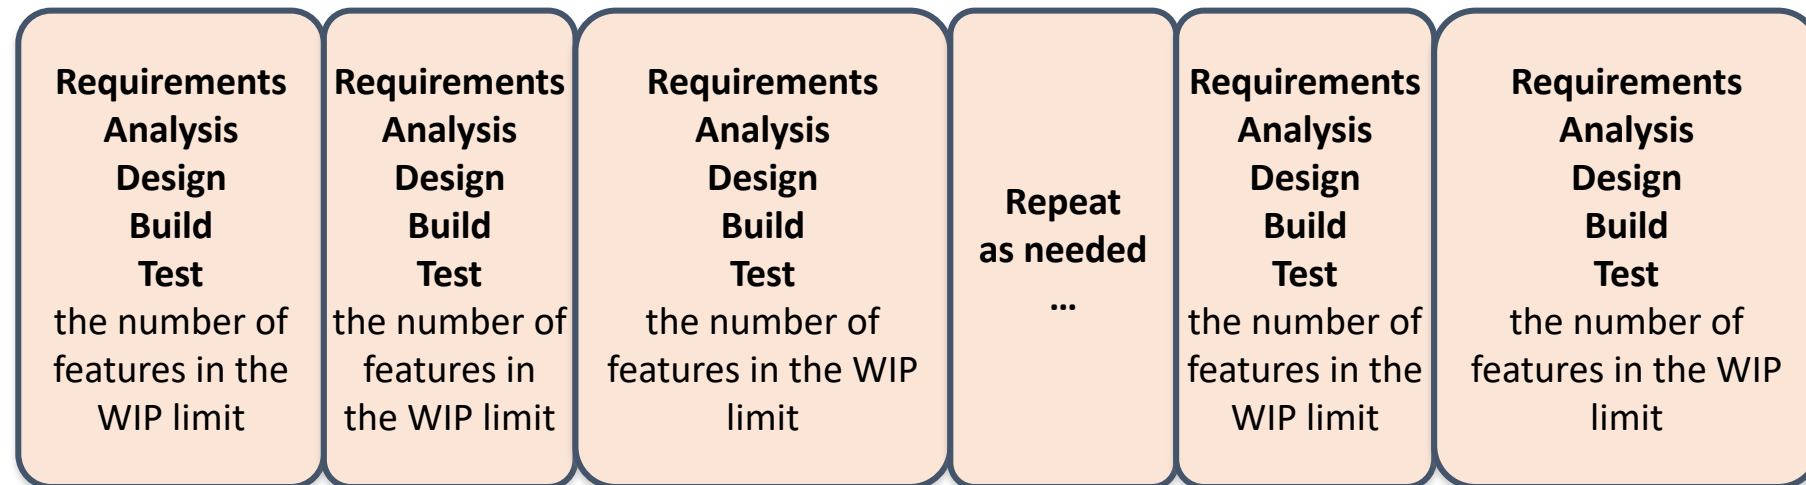 Requirements
Analysis
Design
Build
Test
the number of
features in the
WIP limit
Requirements
Analysis
Design
Build
Test
the number of
features in
the WIP limit
Requirements
Analysis
Design
Build
Test
the number of
features in the WIP
limit
Repeat
as needed
...
Requirements
Analysis
Design
Build
Test
the number of
features in the
WIP limit
Requirements
Analysis
Design
Build
Test
the number of
features in the WIP
limit